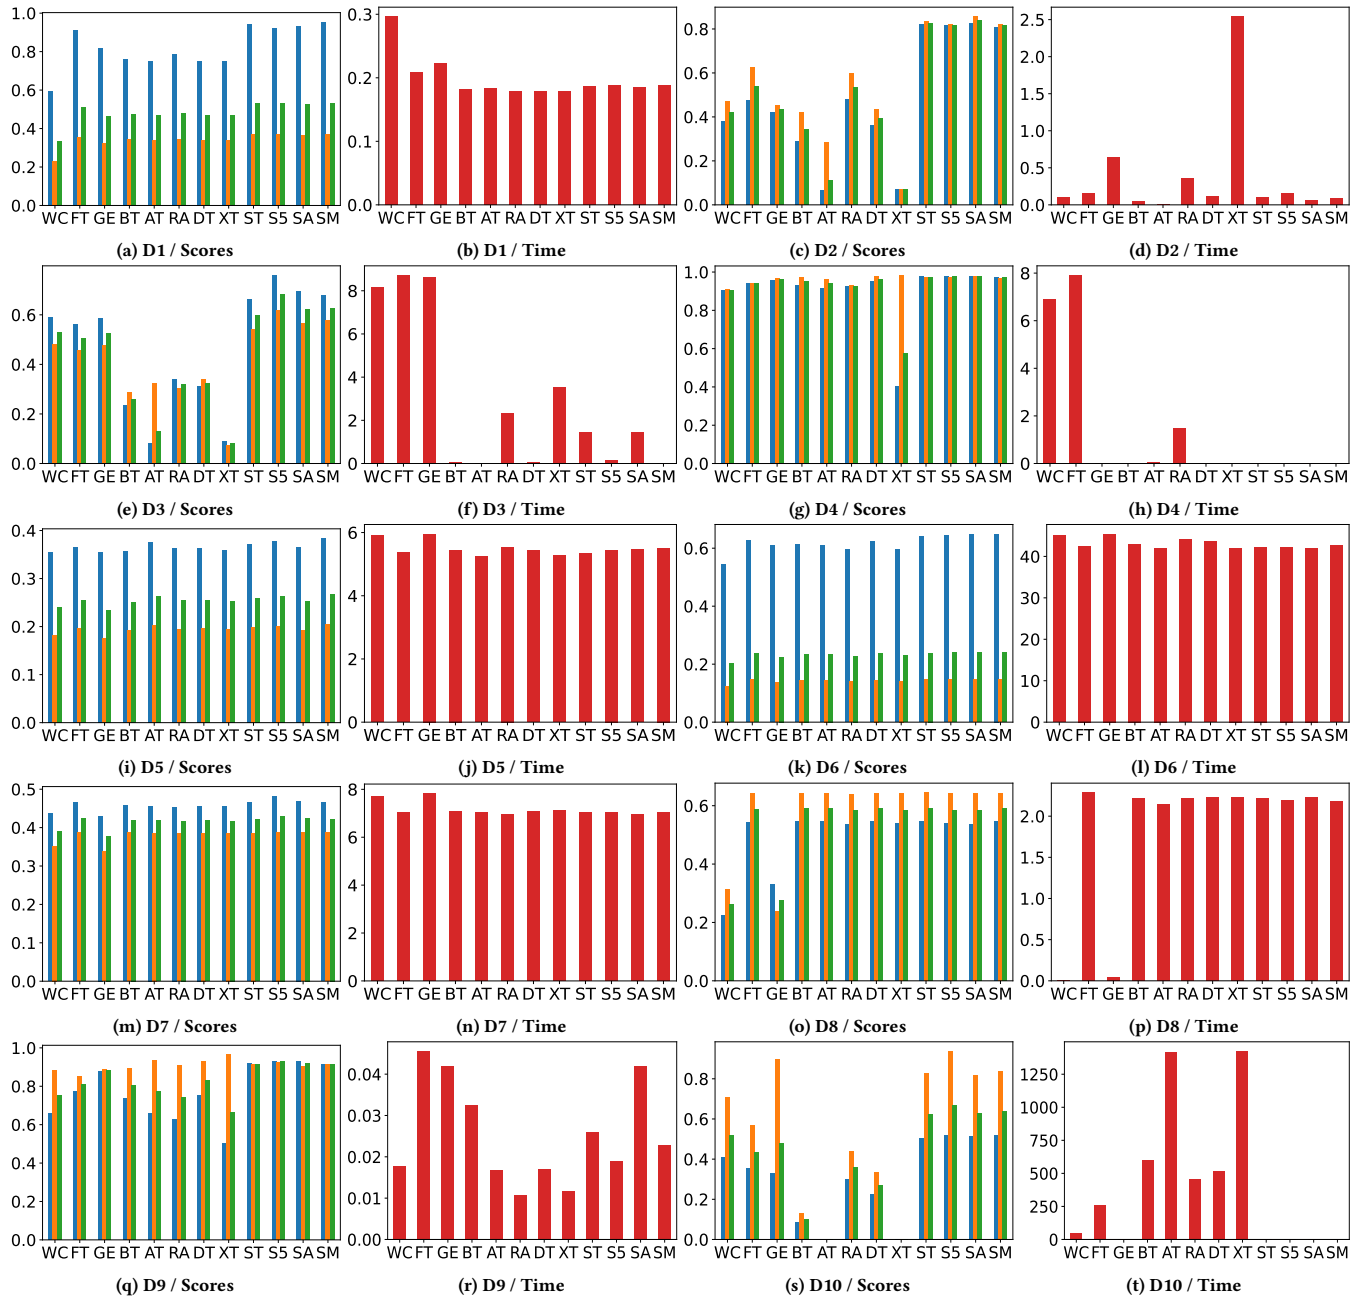 1.0
0.8
0.6
0.4
0.2
0.0
WC FT GE BT AT RA DT XT ST S5 SA SM
(a) D1 / Scores
0.3
0.2
0.1
0.0
WC FT GE BT AT RA DT XT ST S5 SA SM
(b) D1 / Time
0.8
0.6
0.4
0.2
0.0
WC FT GE BT AT RA DT XT ST S5 SA SM
(c) D2 / Scores
2.5
2.0
1.5
1.0
0.5
0.0
WC FT GE BT AT RA DT XT ST S5 SA SM
(d) D2 / Time
0.6
0.4
0.2
0.0
WC FT GE BT AT RA DT XT ST S5 SA SM
(e) D3 / Scores
8
6
4
2
0
WC FT GE BT AT RA DT XT ST S5 SA SM
(f) D3 / Time
1.0
0.8
0.6
0.4
0.2
0.0
WC FT GE BT AT RA DT XT ST S5 SA SM
(g) D4 / Scores
8
6
4
2
0
WC FT GE BT AT RA DT XT ST S5 SA SM
(h) D4 / Time
0.4
0.3
0.2
0.1
0.0
WC FT GE BT AT RA DT XT ST S5 SA SM
(i) D5 / Scores
6
4
2
0
WC FT GE BT AT RA DT XT ST S5 SA SM
(j) D5 / Time
0.6
0.4
0.2
0.0
WC FT GE BT AT RA DT XT ST S5 SA SM
(k) D6 / Scores
40
30
20
10
0
WC FT GE BT AT RA DT XT ST S5 SA SM
(l) D6 / Time
0.5
0.4
0.3
0.2
0.1
0.0
WC FT GE BT AT RA DT XT ST S5 SA SM
(m) D7 / Scores
8
6
4
2
0
WC FT GE BT AT RA DT XT ST S5 SA SM
(n) D7 / Time
0.6
0.4
0.2
0.0
WC FT GE BT AT RA DT XT ST S5 SA SM
(o) D8 / Scores
2.0
1.5
1.0
0.5
0.0
WC FT GE BT AT RA DT XT ST S5 SA SM
(p) D8 / Time
1.0
0.8
0.6
0.4
0.2
0.0
WC FT GE BT AT RA DT XT ST S5 SA SM
(q) D9 / Scores
0.04
0.03
0.02
0.01
0.00
WC FT GE BT AT RA DT XT ST S5 SA SM
(r) D9 / Time
0.8
0.6
0.4
0.2
0.0
WC FT GE BT AT RA DT XT ST S5 SA SM
(s) D10 / Scores
1250
1000
750
500
250
0
WC FT GE BT AT RA DT XT ST S5 SA SM
(t) D10 / Time